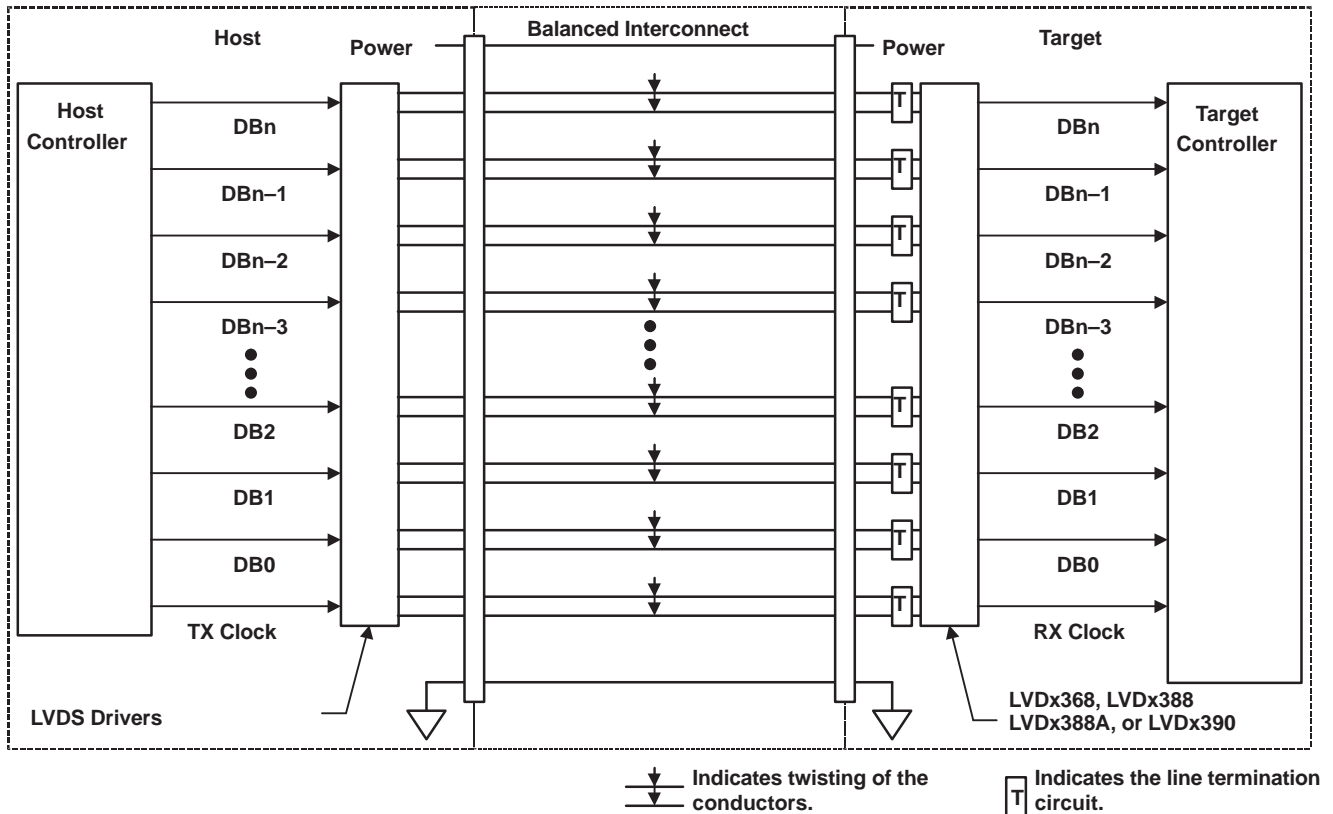 Host
Power
Balanced Interconnect
Power
Target
Host
Controller
Target
Controller
T
DBn
DBn
T
DBn–1
DBn–1
T
DBn–2
DBn–2
T
DBn–3
DBn–3
T
DB2
DB2
T
DB1
DB1
T
DB0
DB0
T
TX Clock
RX Clock
LVDS Drivers
LVDx368, LVDx388
LVDx388A, or LVDx390
Indicates twisting of the
conductors.
T
Indicates the line termination
circuit.